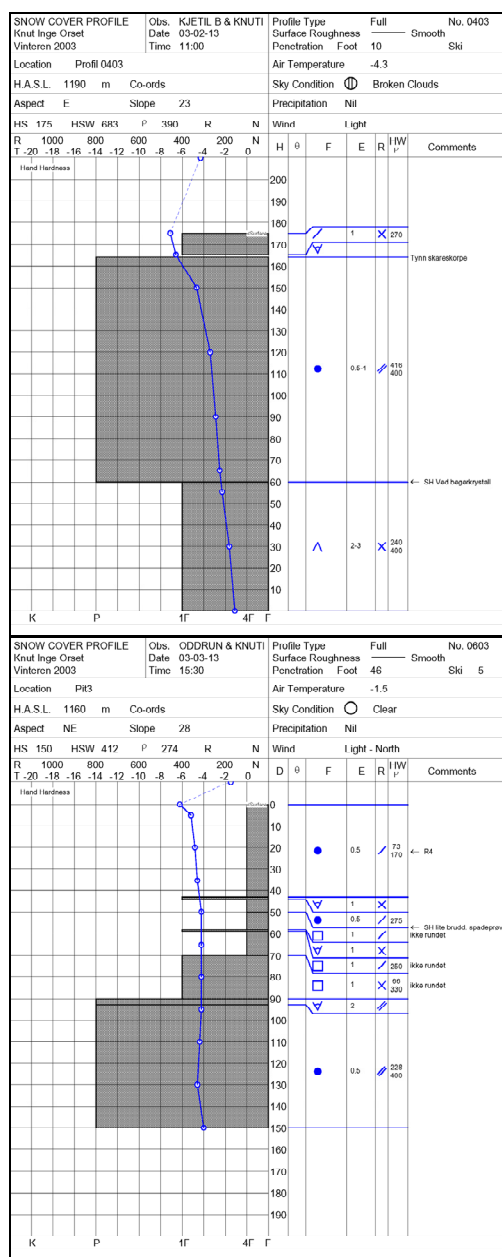 SNOW COVER PROFILE Obs. KJETIL B & KNUTI Profile Type Full No. 0403
Knut Inge Orset Date 03-02-13 Surface Roughness Smooth
Vinteren 2003 Time 11:00 Penetration Foot 10 Ski
Location Profil 0403 Air Temperature -4.3
H.A.S.L. 1190 m Co-ords Sky Condition Broken Clouds
Aspect E Slope 23 Precipitation Nil
HS 175 HSW 683 ρ 390 R N Wind Light
R 1000 800 600 400 200 N
T -20 -18 -16 -14 -12 -10 -8 -6 -4 -2 0 H θ F E R HW Comments
Hand Hardness
200
190
180
1 270
170
160 Tynn skareskorpe
150
140
130
120
110 0.5-1 416
400
100
90
80
70
60 ← SH Ved begerkrystall
50
40
30 2-3 240
400
20
10
K P 1F 4F F
SNOW COVER PROFILE Obs. ODDRUN & KNUTI Profile Type Full No. 0603
Knut Inge Orset Date 03-03-13 Surface Roughness Smooth
Vinteren 2003 Time 15:30 Penetration Foot 46 Ski 5
Location Pit3 Air Temperature -1.5
H.A.S.L. 1160 m Co-ords Sky Condition Clear
Aspect NE Slope 28 Precipitation Nil
HS 150 HSW 412 ρ 274 R N Wind Light - North
R 1000 800 600 400 200 N
T -20 -18 -16 -14 -12 -10 -8 -6 -4 -2 0 D θ F E R HW Comments
Hand Hardness
0
10
20 0.5 73 ← R4
170
30
40
1
50 0.5 275
← SH lite brudd. spadeprøve
60 1 ikke rundet
1
70 1 250 ikke rundet
80 1 330 ikke rundet
90
2
100
110
120 0.5 228
400
130
140
150
160
170
180
190
K P 1F 4F F